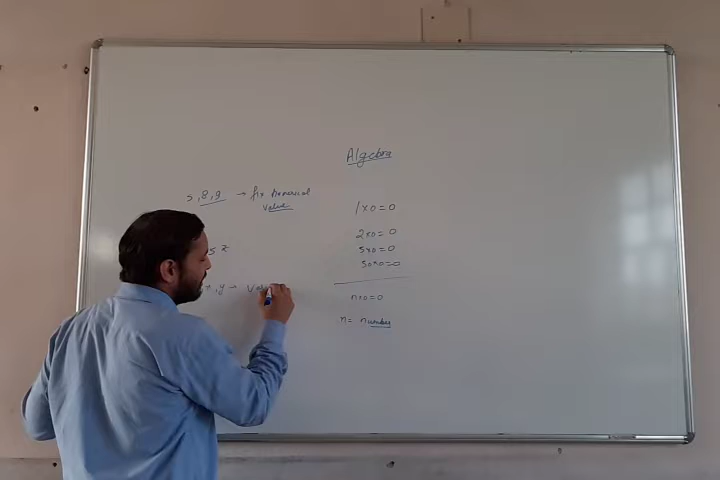 Algebra
5, 8, 9 → fix numerical
value
1×0=0
2×0=0
5×0=0
50×0=0
n×0=0
n= number
, y →